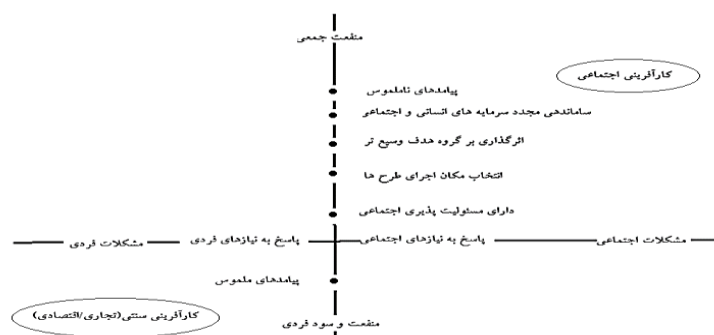 منفعت جمعی
کارآفرینی اجتماعی
پیامدهای ناملموس
ساماندهی مجدد سرمایه های انسانی و اجتماعی
اثرگذاری بر گروه هدف وسیع تر
انتخاب مکان اجرای طرح ها
دارای مسئولیت پذیری اجتماعی
مشکلات اجتماعی
پاسخ به نیازهای اجتماعی
پاسخ به نیازهای فردی
مشکلات فردی
پیامدهای ملموس
کارآفرینی سنتی(تجاری/اقتصادی)
منفعت و سود فردی